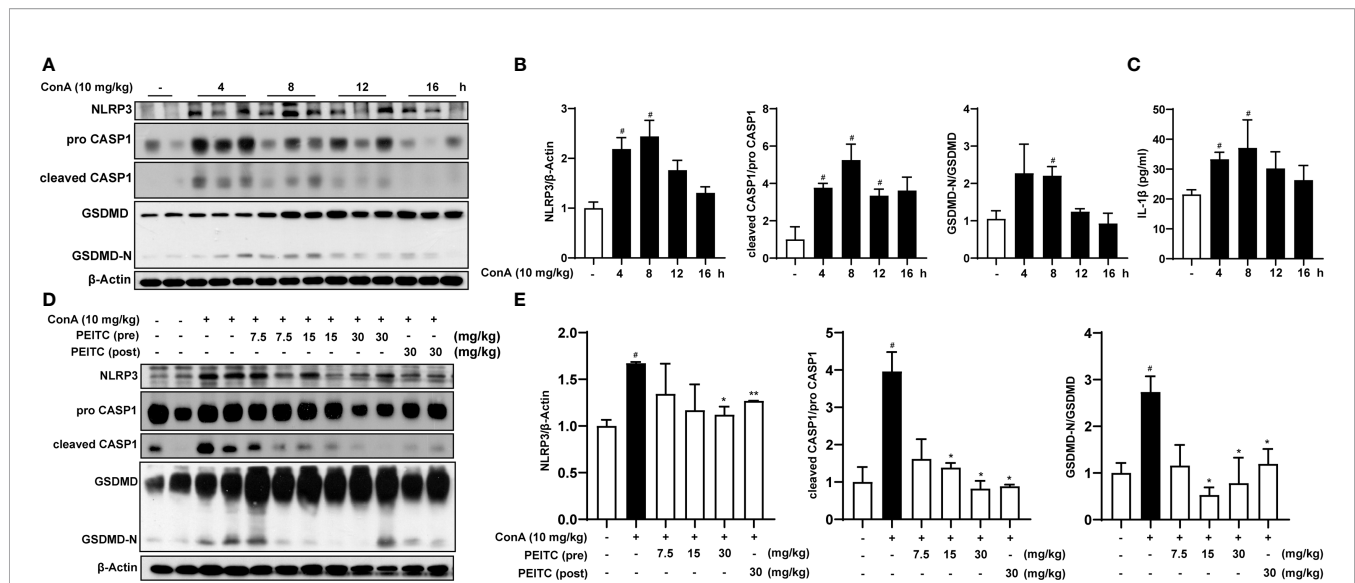 A
ConA (10 mg/kg) - 4 8 12 16 h
NLRP3
pro CASP1
cleaved CASP1
GSDMD
GSDMD-N
β-Actin
B
NLRP3/β-Actin
3
2
1
0
# #
ConA (10 mg/kg) - 4 8 12 16 h
cleaved CASP1/pro CASP1
8
6
4
2
0
# # #
- 4 8 12 16 h
GSDMD-N/GSDMD
4
3
2
1
0
#
- 4 8 12 16 h
C
IL-1β (pg/ml)
50
40
30
20
10
0
# #
- 4 8 12 16 h
D
ConA (10 mg/kg) - - + + + + + + + + + +
PEITC (pre) - - - - 7.5 7.5 15 15 30 30 - - (mg/kg)
PEITC (post) - - - - - - - - - - 30 30 (mg/kg)
NLRP3
pro CASP1
cleaved CASP1
GSDMD
GSDMD-N
β-Actin
E
NLRP3/β-Actin
2.0
1.5
1.0
0.5
0.0
# * **
ConA (10 mg/kg) - + + + + +
PEITC (pre) - - 7.5 15 30 - (mg/kg)
PEITC (post) - - - - - 30 (mg/kg)
cleaved CASP1/pro CASP1
5
4
3
2
1
0
# * * *
- + + + + +
- - 7.5 15 30 - (mg/kg)
- - - - - 30 (mg/kg)
GSDMD-N/GSDMD
4
3
2
1
0
# * * *
- + + + + +
- - 7.5 15 30 - (mg/kg)
- - - - - 30 (mg/kg)